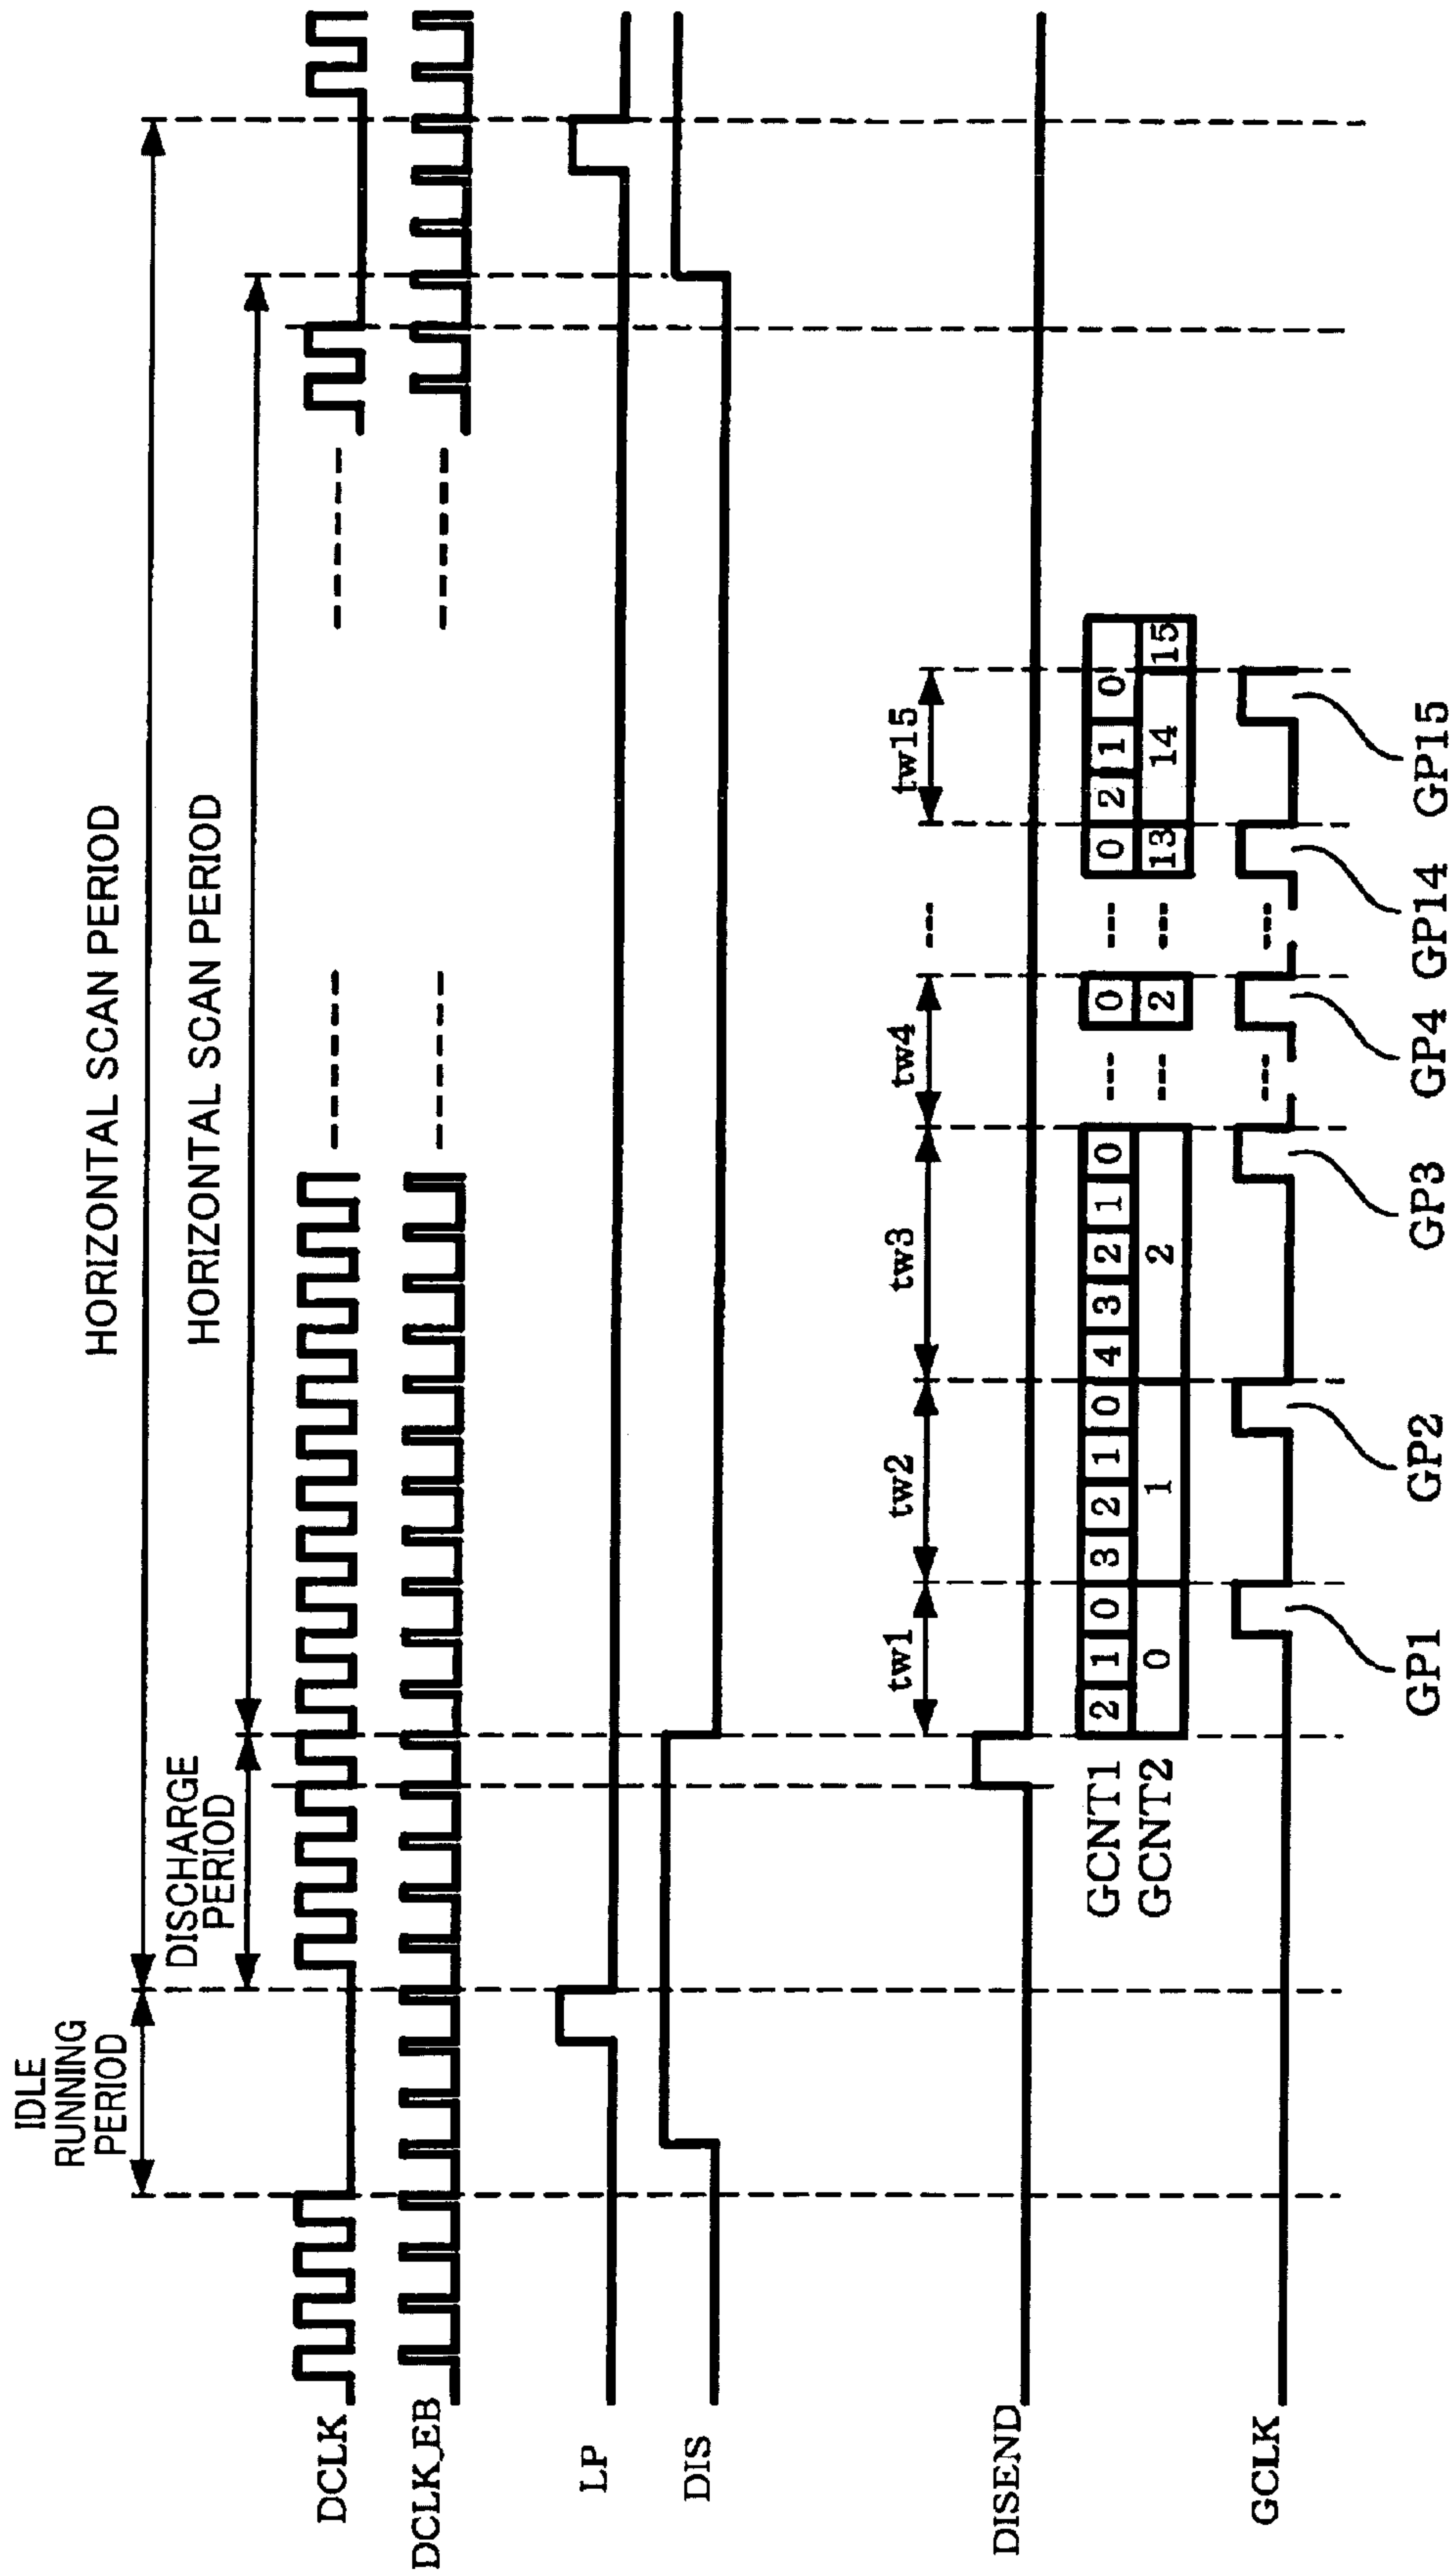 HORIZONTAL SCAN PERIOD
HORIZONTAL SCAN PERIOD
IDLE
RUNNING
PERIOD
DISCHARGE
PERIOD
DCLK
DCLK_EB
LP
DIS
tw1 tw2 tw3 tw4 --- tw15
DISEND
GCNT1 2 1 0 3 2 1 0 4 3 2 1 0 --- 0 --- 0 2 1 0
GCNT2 0 1 2 --- 2 --- 13 14 15
GCLK
GP1 GP2 GP3 GP4 GP14 GP15